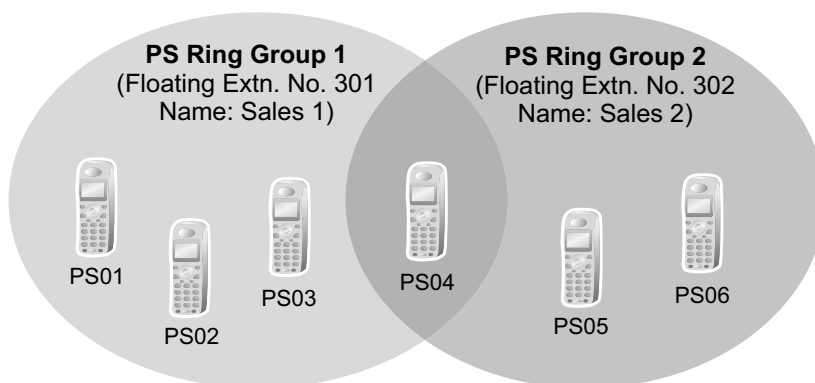 PS Ring Group 1
(Floating Extn. No. 301
Name: Sales 1)
PS Ring Group 2
(Floating Extn. No. 302
Name: Sales 2)
PS01
PS02
PS03
PS04
PS05
PS06